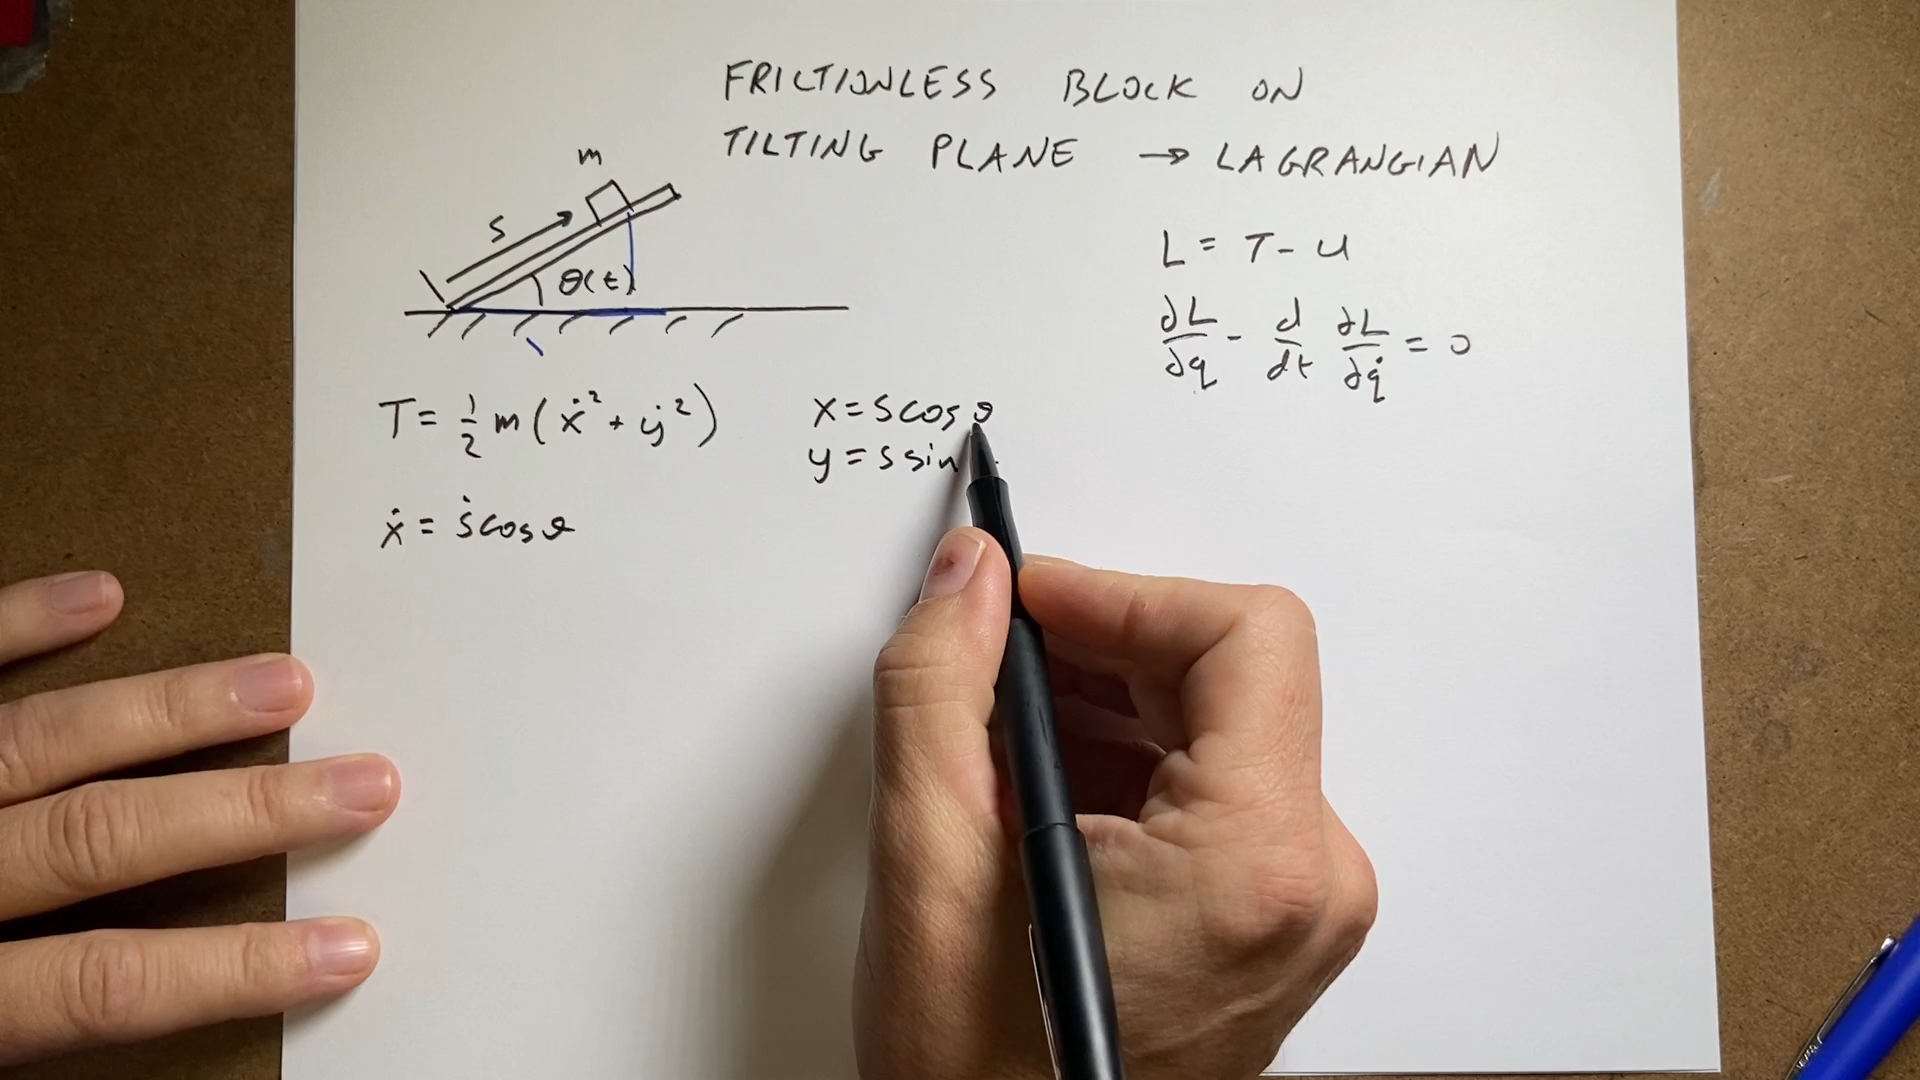 FRICTIONLESS BLOCK ON
TILTING PLANE → LAGRANGIAN
m
s
θ(t)
L = T - U
∂L/∂q - d/dt ∂L/∂q̇ = 0
T = 1/2 m(ẋ² + ẏ²)
x = s cos θ
y = s sin
ẋ = ṡ cos θ